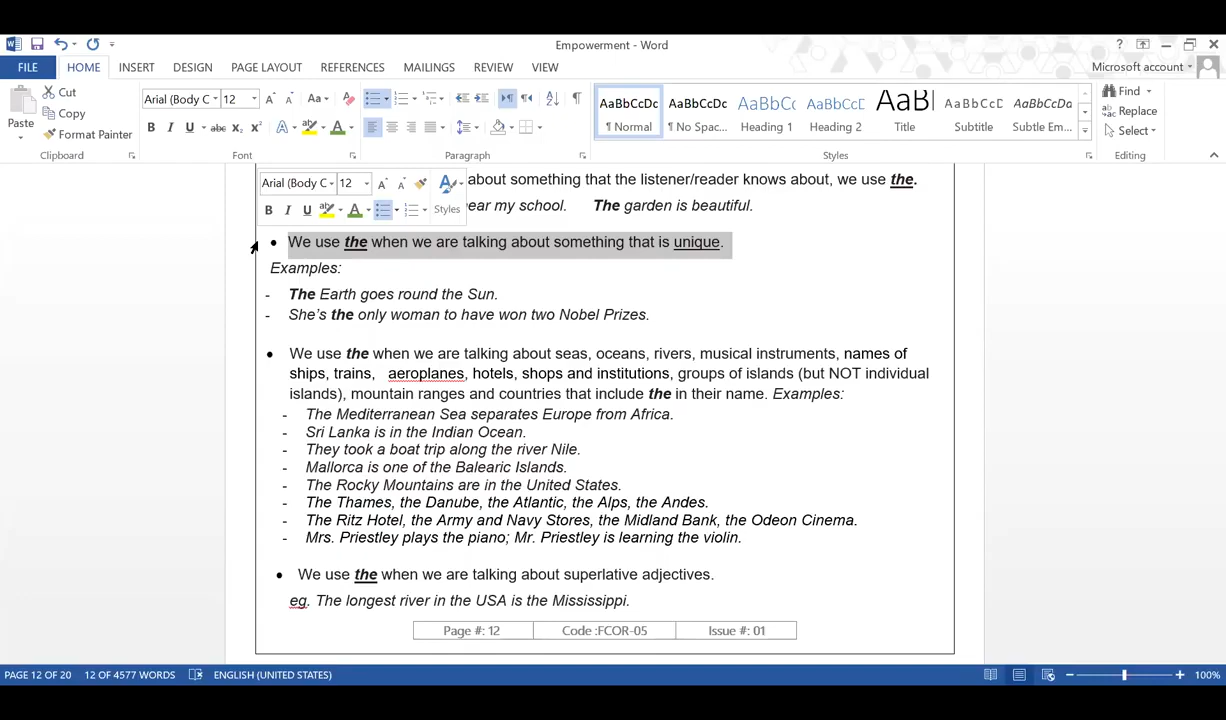 Empowerment - Word
FILE HOME INSERT DESIGN PAGE LAYOUT REFERENCES MAILINGS REVIEW VIEW Microsoft account
Paste Cut Copy Format Painter
Arial (Body C 12 Aa
B I U abc X₂ X² A A
AaBbCcDc AaBbCcDc AaBbCc AaBbCcD AaB AaBbCcD AaBbCcDc
¶ Normal ¶ No Spac... Heading 1 Heading 2 Title Subtitle Subtle Em...
Find Replace Select
Clipboard Font Paragraph Styles Editing
Arial (Body C 12 A A
B I U A Styles
about something that the listener/reader knows about, we use the.
ear my school. The garden is beautiful.
• We use the when we are talking about something that is unique.
Examples:
- The Earth goes round the Sun.
- She's the only woman to have won two Nobel Prizes.
• We use the when we are talking about seas, oceans, rivers, musical instruments, names of
ships, trains, aeroplanes, hotels, shops and institutions, groups of islands (but NOT individual
islands), mountain ranges and countries that include the in their name. Examples:
- The Mediterranean Sea separates Europe from Africa.
- Sri Lanka is in the Indian Ocean.
- They took a boat trip along the river Nile.
- Mallorca is one of the Balearic Islands.
- The Rocky Mountains are in the United States.
- The Thames, the Danube, the Atlantic, the Alps, the Andes.
- The Ritz Hotel, the Army and Navy Stores, the Midland Bank, the Odeon Cinema.
- Mrs. Priestley plays the piano; Mr. Priestley is learning the violin.
• We use the when we are talking about superlative adjectives.
eg. The longest river in the USA is the Mississippi.
Page #: 12 Code :FCOR-05 Issue #: 01
PAGE 12 OF 20 12 OF 4577 WORDS ENGLISH (UNITED STATES) 100%